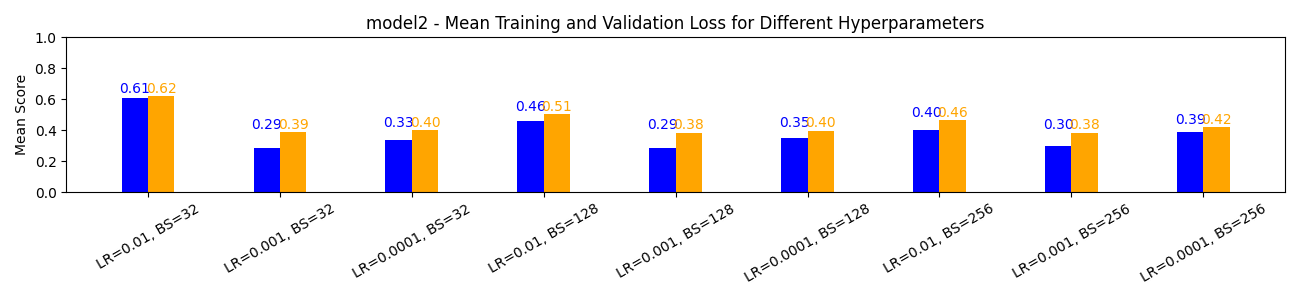 model2 - Mean Training and Validation Loss for Different Hyperparameters
Mean Score
1.0
0.8
0.6
0.4
0.2
0.0
0.61 0.62 0.29 0.39 0.33 0.40 0.46 0.51 0.29 0.38 0.35 0.40 0.40 0.46 0.30 0.38 0.39 0.42
LR=0.01, BS=32
LR=0.001, BS=32
LR=0.0001, BS=32
LR=0.01, BS=128
LR=0.001, BS=128
LR=0.0001, BS=128
LR=0.01, BS=256
LR=0.001, BS=256
LR=0.0001, BS=256